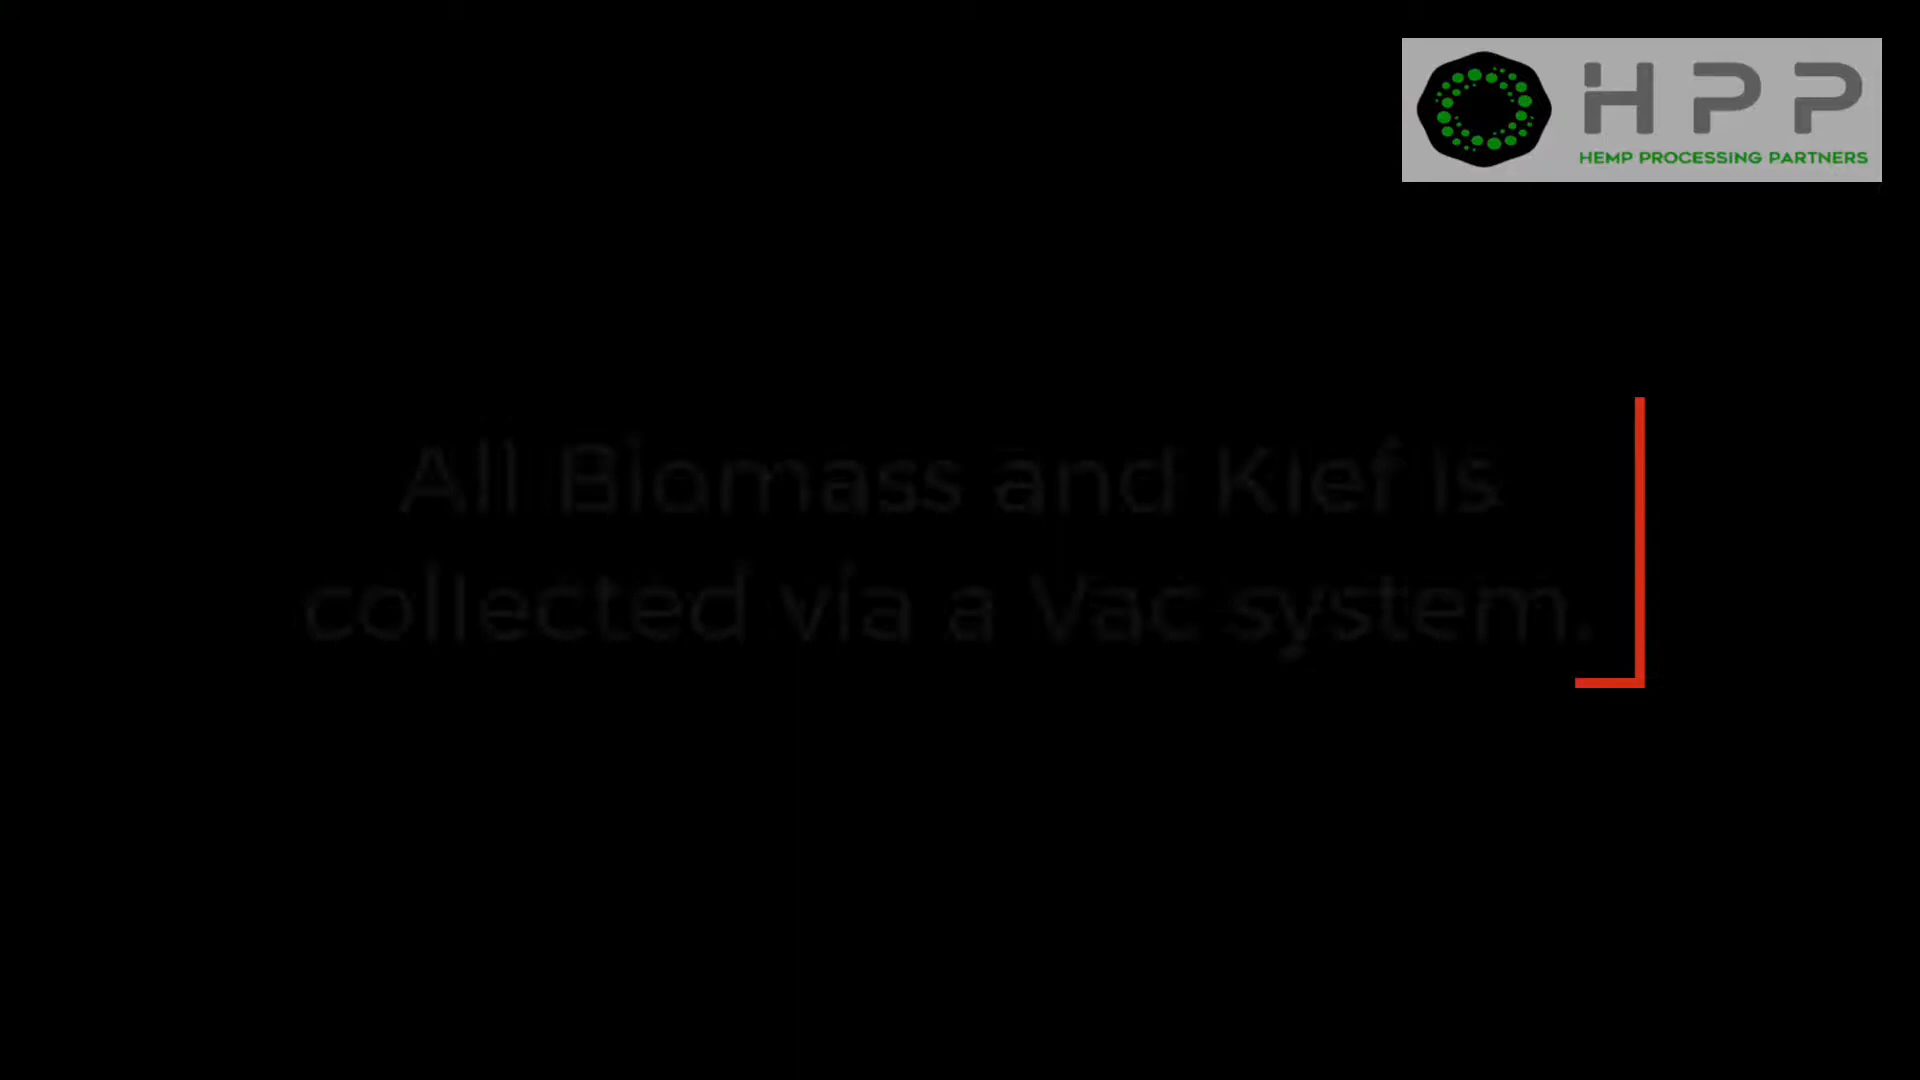 HPP
HEMP PROCESSING PARTNERS
All Biomass and Kief is
collected via a Vac system.